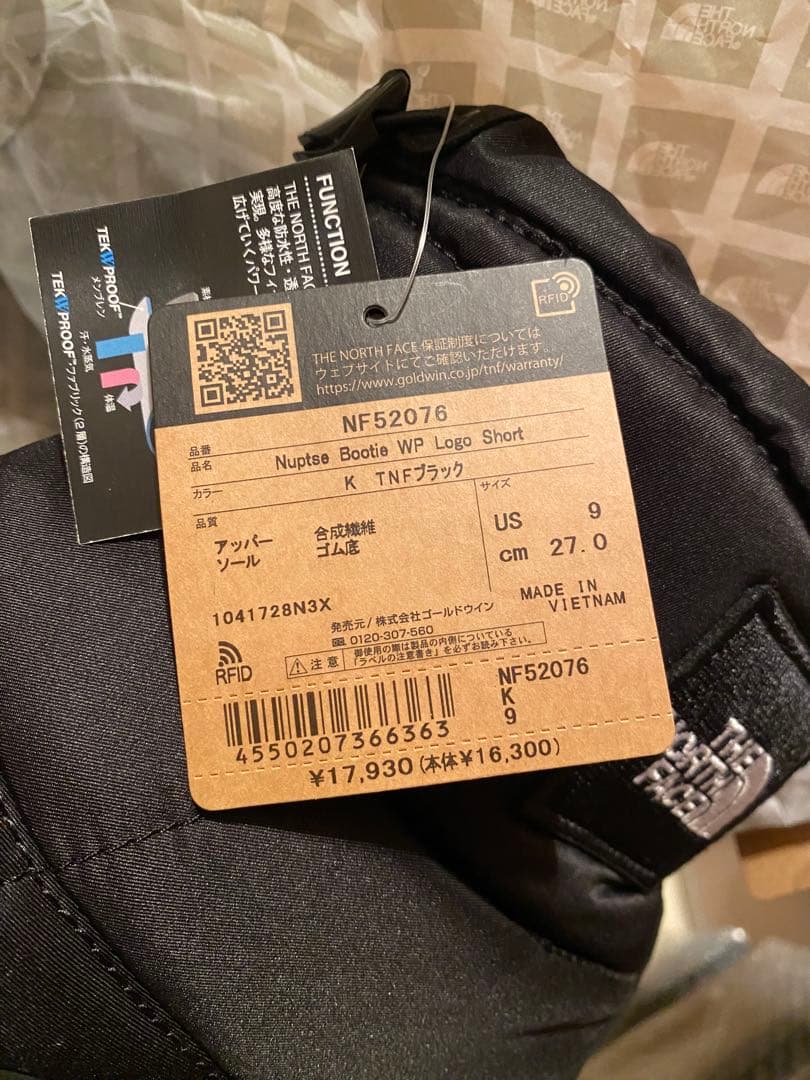 FUNCTION
THE NORTH FAC
高度な防水性・透
実現。多様なフィ
広げていくパワー
TEKWPROOF™
メンブレン
汗・水蒸気
体温
TEKWPROOF™ファブリック(2層)の構造図
RFID
THE NORTH FACE 保証制度については
ウェブサイトにてご確認いただけます。
https://www.goldwin.co.jp/tnf/warranty/
品番 NF52076
品名 Nuptse Bootie WP Logo Short
カラー K TNFブラック
サイズ
US 9
cm 27.0
品質
アッパー 合成繊維
ソール ゴム底
MADE IN
VIETNAM
1041728N3X
発売元/株式会社ゴールドウイン
0120-307-560
RFID
注意 御使用の際は製品の内側についている
「ラベルの注意書き」を必ずお読み下さい。
NF52076
K
9
4550207366363
¥17,930(本体¥16,300)
THE
NORTH
FACE